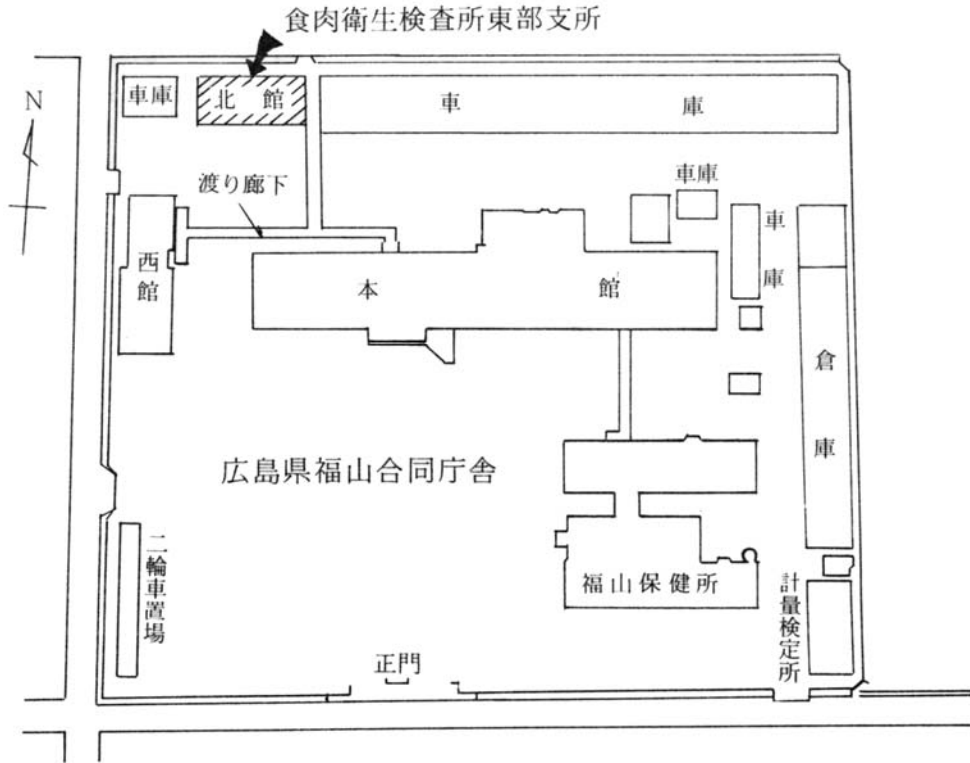 食肉衛生検査所東部支所
N
車庫
北館
車庫
渡り廊下
車庫
車庫
西館
本館
倉庫
広島県福山合同庁舎
二輪車置場
福山保健所
計量検定所
正門